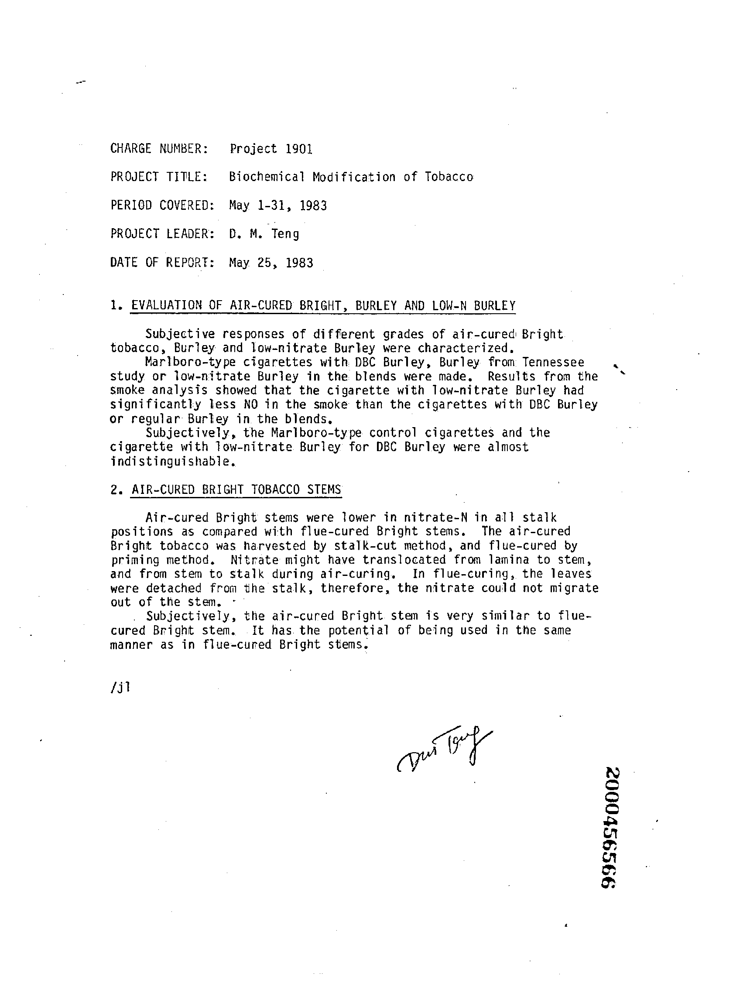 CHARGE NUMBER: Project 1901
PROJECT TITLE: Biochemical Modification of Tobacco
PERIOD COVERED: May 1-31, 1983
PROJECT LEADER: D. M. Teng
DATE OF REPORT: May 25, 1983
1. EVALUATION OF AIR-CURED BRIGHT, BURLEY AND LOW-N BURLEY
Subjective responses of different grades of air-cured Bright
tobacco, Burley and low-nitrate Burley were characterized.
Marlboro-type cigarettes with DBC Burley, Burley from Tennessee
study or low-nitrate Burley in the blends were made. Results from the
smoke analysis showed that the cigarette with low-nitrate Burley had
significantly less NO in the smoke than the cigarettes with DBC Burley
or regular Burley in the blends.
Subjectively, the Marlboro-type control cigarettes and the
cigarette with low-nitrate Burley for DBC Burley were almost
indistinguishable.
2. AIR-CURED BRIGHT TOBACCO STEMS
Air-cured Bright stems were lower in nitrate-N in all stalk
positions as compared with flue-cured Bright stems. The air-cured
Bright tobacco was harvested by stalk-cut method, and flue-cured by
priming method. Nitrate might have translocated from lamina to stem,
and from stem to stalk during air-curing. In flue-curing, the leaves
were detached from the stalk, therefore, the nitrate could not migrate
out of the stem.
Subjectively, the air-cured Bright stem is very similar to flue-
cured Bright stem. It has the potential of being used in the same
manner as in flue-cured Bright stems.
/jl
2000456566